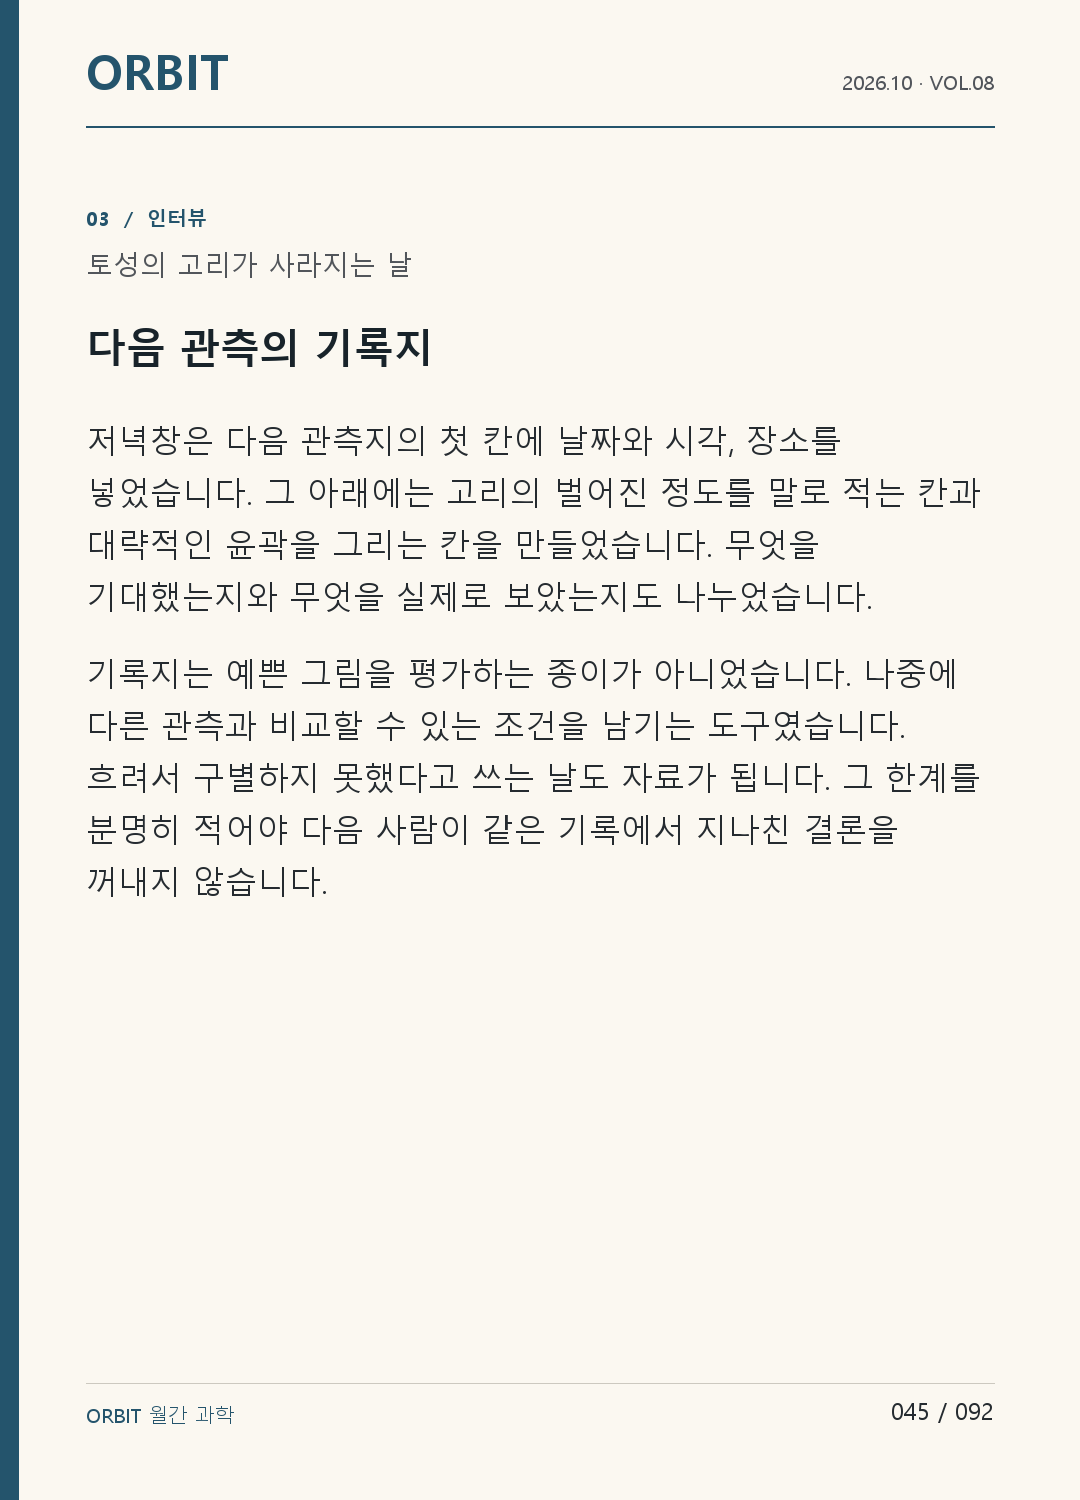 ORBIT
2026.10 · VOL.08
03 / 인터뷰
토성의 고리가 사라지는 날
다음 관측의 기록지
저녁창은 다음 관측지의 첫 칸에 날짜와 시각, 장소를
넣었습니다. 그 아래에는 고리의 벌어진 정도를 말로 적는 칸과
대략적인 윤곽을 그리는 칸을 만들었습니다. 무엇을
기대했는지와 무엇을 실제로 보았는지도 나누었습니다.
기록지는 예쁜 그림을 평가하는 종이가 아니었습니다. 나중에
다른 관측과 비교할 수 있는 조건을 남기는 도구였습니다.
흐려서 구별하지 못했다고 쓰는 날도 자료가 됩니다. 그 한계를
분명히 적어야 다음 사람이 같은 기록에서 지나친 결론을
꺼내지 않습니다.
ORBIT 월간 과학
045 / 092